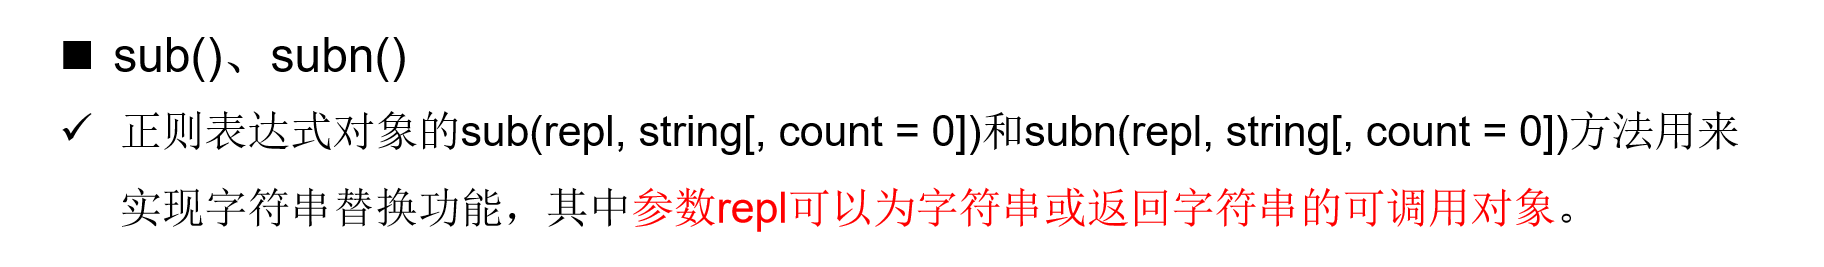 ■ sub()、subn()
✓ 正则表达式对象的sub(repl, string[, count = 0])和subn(repl, string[, count = 0])方法用来
实现字符串替换功能，其中参数repl可以为字符串或返回字符串的可调用对象。